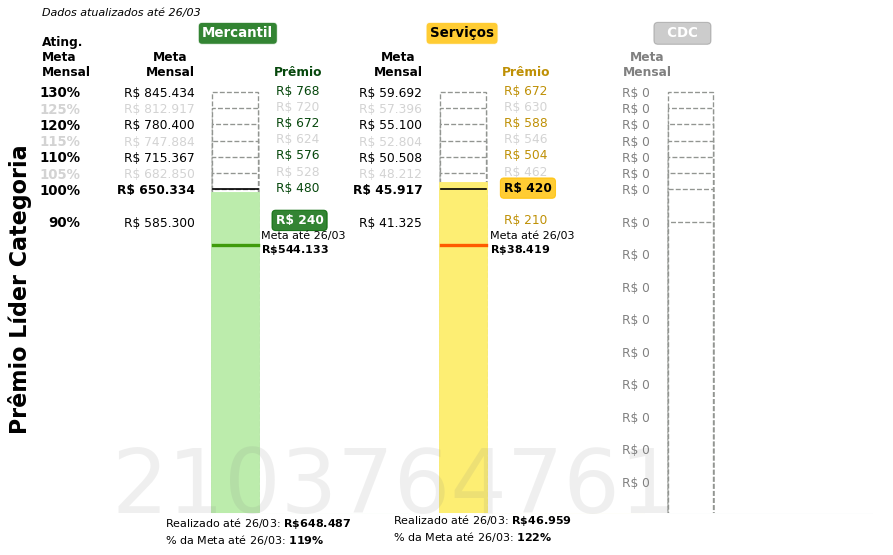 Dados atualizados até 26/03
Mercantil Serviços CDC
Ating. Meta Mensal
Meta Mensal Prêmio Meta Mensal Prêmio Meta Mensal
130% R$ 845.434 R$ 768 R$ 59.692 R$ 672 R$ 0
125% R$ 812.917 R$ 720 R$ 57.396 R$ 630 R$ 0
120% R$ 780.400 R$ 672 R$ 55.100 R$ 588 R$ 0
115% R$ 747.884 R$ 624 R$ 52.804 R$ 546 R$ 0
110% R$ 715.367 R$ 576 R$ 50.508 R$ 504 R$ 0
105% R$ 682.850 R$ 528 R$ 48.212 R$ 462 R$ 0
100% R$ 650.334 R$ 480 R$ 45.917 R$ 420 R$ 0
90% R$ 585.300 R$ 240 R$ 41.325 R$ 210 R$ 0
Meta até 26/03 Meta até 26/03
R$544.133 R$38.419
R$ 0
R$ 0
R$ 0
R$ 0
R$ 0
R$ 0
R$ 0
R$ 0
Prêmio Líder Categoria
2103764761
Realizado até 26/03: R$648.487 Realizado até 26/03: R$46.959
% da Meta até 26/03: 119% % da Meta até 26/03: 122%